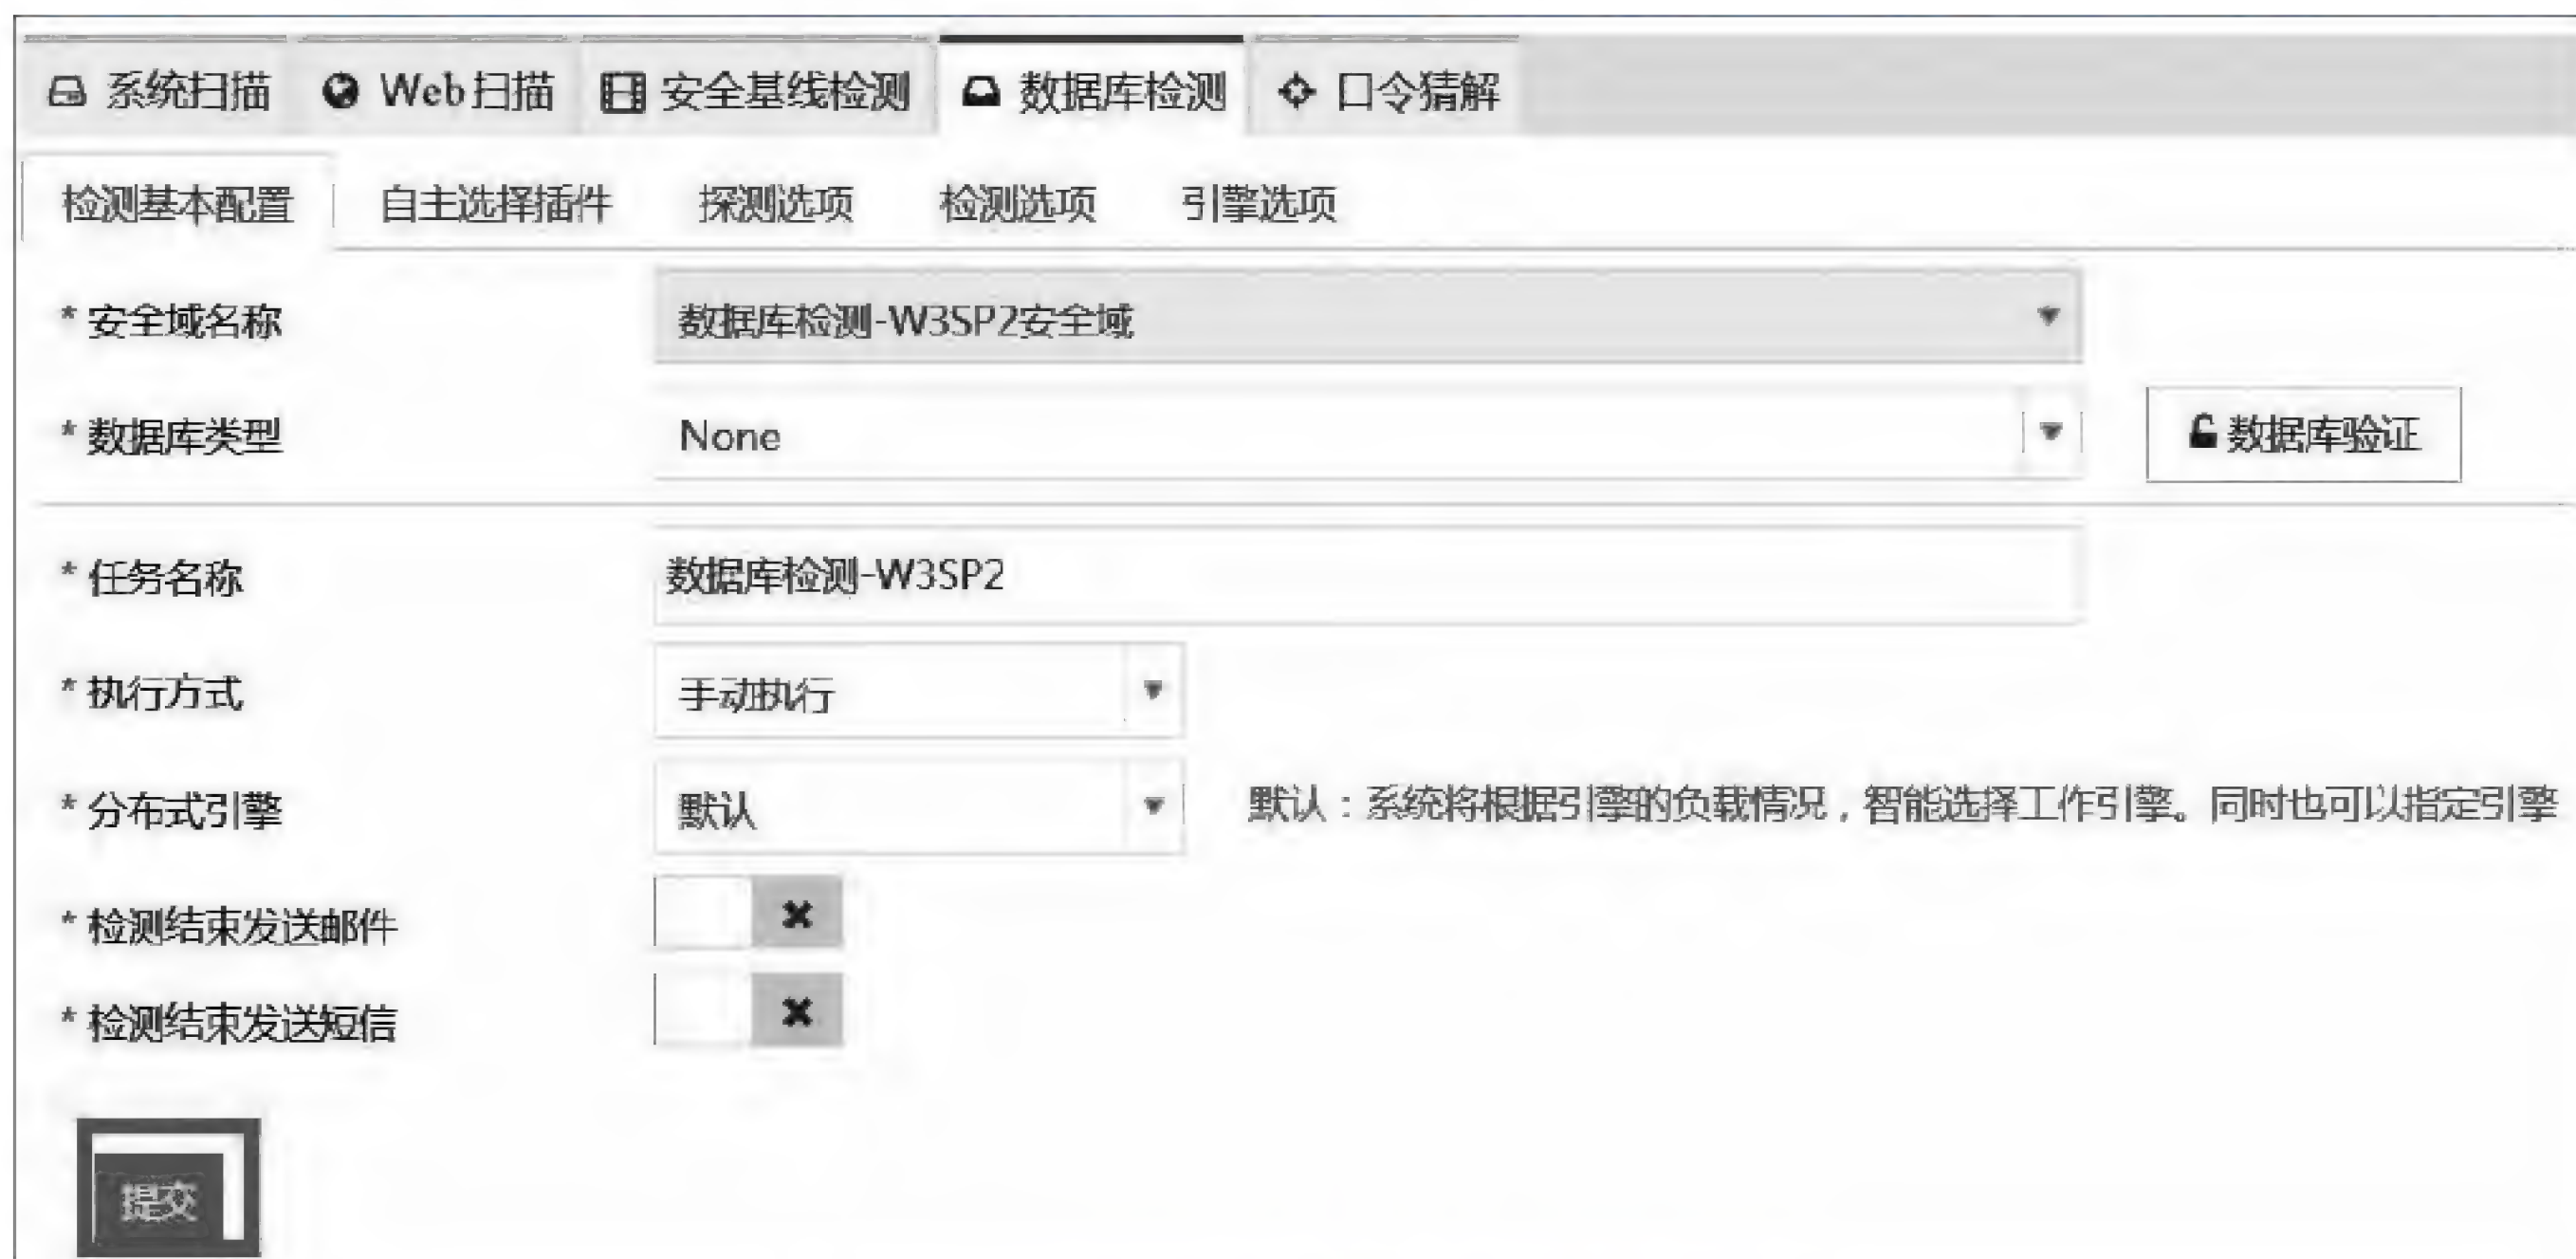 系统扫描 Web扫描 安全基线检测 数据库检测 口令猜解
检测基本配置 自主选择插件 探测选项 检测选项 引擎选项
* 安全域名称 数据库检测-W3SP2安全域
* 数据库类型 None 数据库验证
* 任务名称 数据库检测-W3SP2
* 执行方式 手动执行
* 分布式引擎 默认 默认：系统将根据引擎的负载情况，智能选择工作引擎。同时也可以指定引擎
* 检测结束发送邮件
* 检测结束发送短信
提交